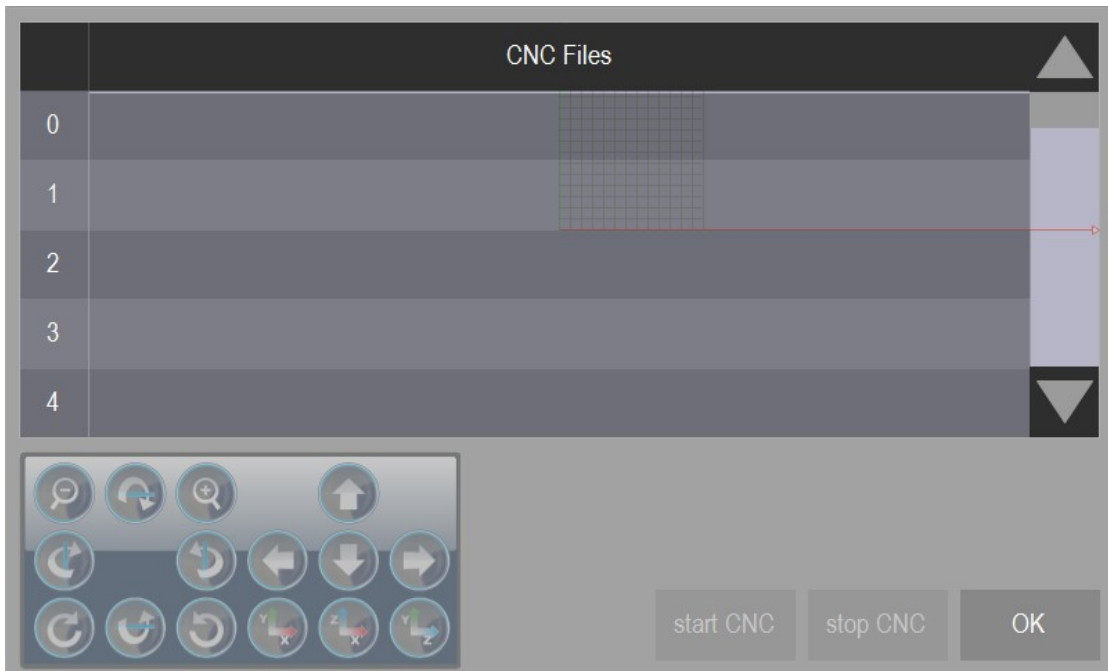 CNC Files
0
1
2
3
4
Y X
Z X
Y Z
start CNC stop CNC OK